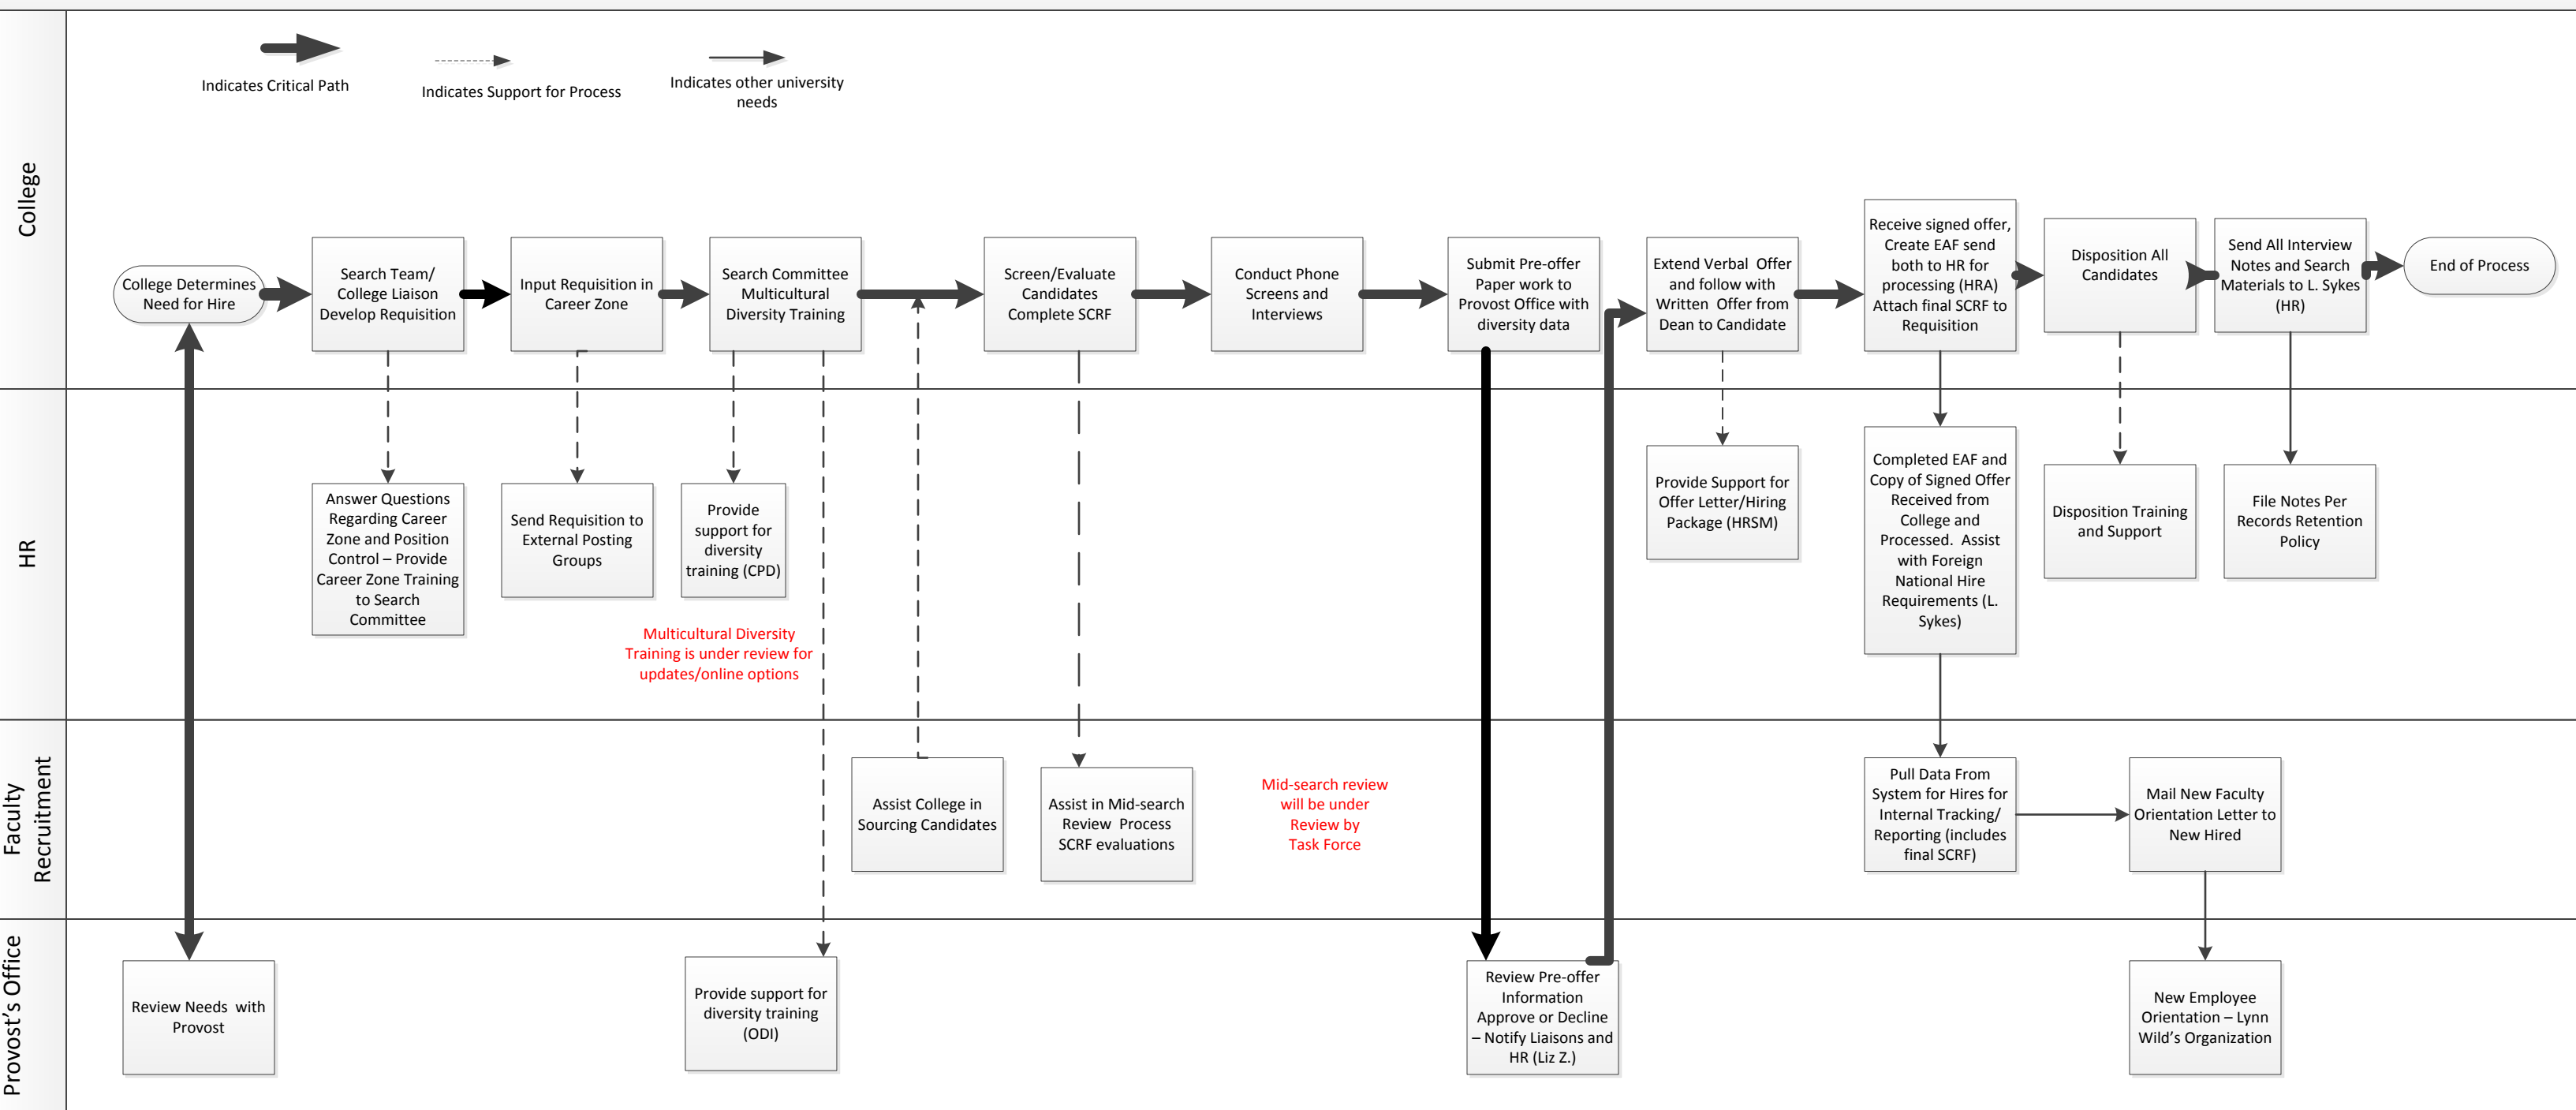 Indicates Critical Path
Indicates Support for Process
Indicates other university
needs
College
College Determines
Need for Hire
Search Team/
College Liaison
Develop Requisition
Input Requisition in
Career Zone
Search Committee
Multicultural
Diversity Training
Screen/Evaluate
Candidates
Complete SCRF
Conduct Phone
Screens and
Interviews
Submit Pre-offer
Paper work to
Provost Office with
diversity data
Extend Verbal Offer
and follow with
Written Offer from
Dean to Candidate
Receive signed offer,
Create EAF send
both to HR for
processing (HRA)
Attach final SCRF to
Requisition
Disposition All
Candidates
Send All Interview
Notes and Search
Materials to L. Sykes
(HR)
End of Process
HR
Answer Questions
Regarding Career
Zone and Position
Control – Provide
Career Zone Training
to Search
Committee
Send Requisition to
External Posting
Groups
Provide
support for
diversity
training (CPD)
Multicultural Diversity
Training is under review for
updates/online options
Provide Support for
Offer Letter/Hiring
Package (HRSM)
Completed EAF and
Copy of Signed Offer
Received from
College and
Processed. Assist
with Foreign
National Hire
Requirements (L.
Sykes)
Disposition Training
and Support
File Notes Per
Records Retention
Policy
Faculty
Recruitment
Assist College in
Sourcing Candidates
Assist in Mid-search
Review Process
SCRF evaluations
Mid-search review
will be under
Review by
Task Force
Pull Data From
System for Hires for
Internal Tracking/
Reporting (includes
final SCRF)
Mail New Faculty
Orientation Letter to
New Hired
Provost's Office
Review Needs with
Provost
Provide support for
diversity training
(ODI)
Review Pre-offer
Information
Approve or Decline
– Notify Liaisons and
HR (Liz Z.)
New Employee
Orientation – Lynn
Wild's Organization